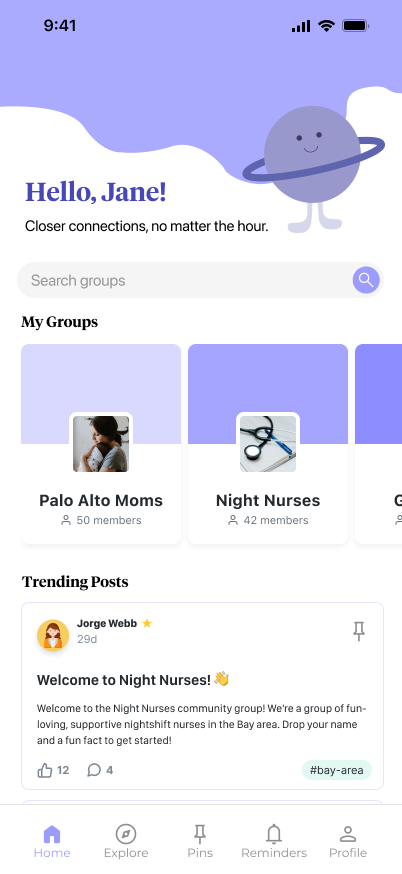 9:41
Hello, Jane!
Closer connections, no matter the hour.
Search groups
My Groups
Palo Alto Moms
50 members
Night Nurses
42 members
G
Trending Posts
Jorge Webb
29d
Welcome to Night Nurses! 👋
Welcome to the Night Nurses community group! We're a group of fun-
loving, supportive nightshift nurses in the Bay area. Drop your name
and a fun fact to get started!
12
4
#bay-area
Home
Explore
Pins
Reminders
Profile